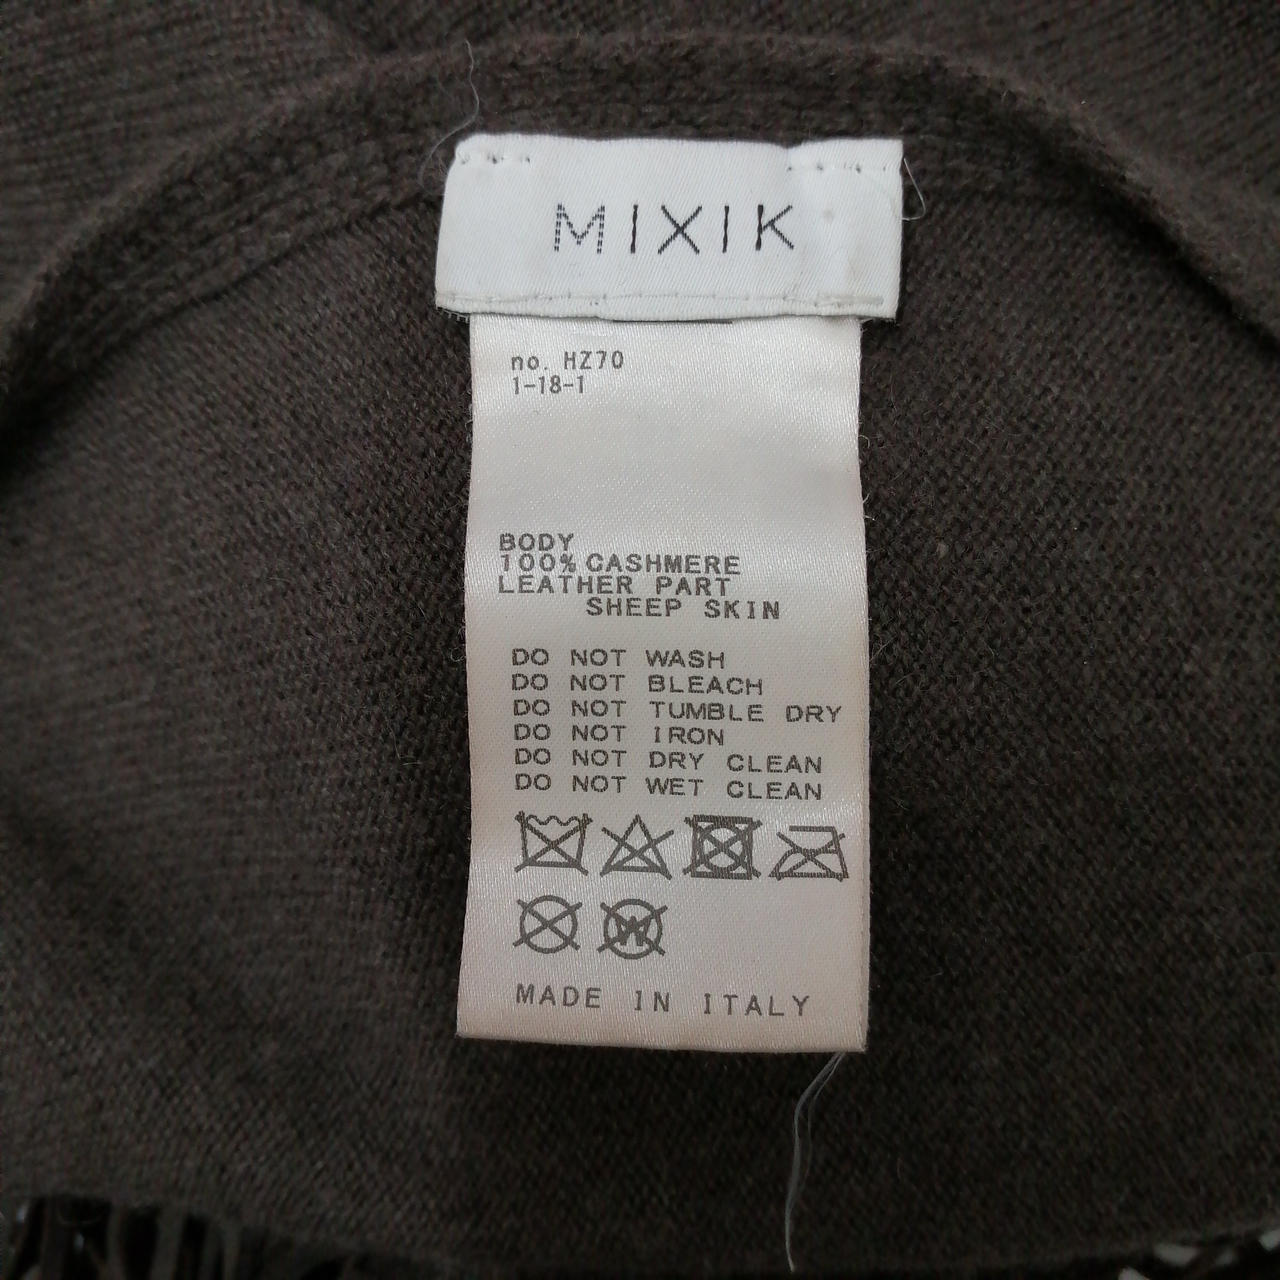 MIXIK
no. HZ70
1-18-1
BODY
100% CASHMERE
LEATHER PART
SHEEP SKIN
DO NOT WASH
DO NOT BLEACH
DO NOT TUMBLE DRY
DO NOT IRON
DO NOT DRY CLEAN
DO NOT WET CLEAN
W
MADE IN ITALY